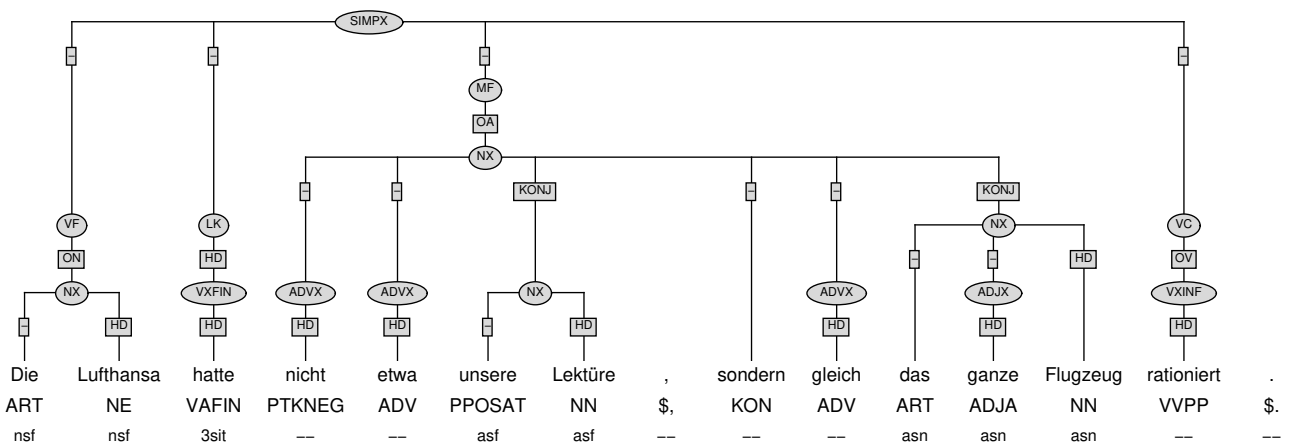 SIMPX
– – – –
MF
OA
NX
– – KONJ – – KONJ
VF LK NX VC
ON HD – – HD OV
NX VXFIN ADVX ADVX NX ADVX ADJX VXINF
– HD HD HD HD – HD HD HD HD
Die Lufthansa hatte nicht etwa unsere Lektüre , sondern gleich das ganze Flugzeug rationiert .
ART NE VAFIN PTKNEG ADV PPOSAT NN $, KON ADV ART ADJA NN VVPP $.
nsf nsf 3sit –– –– asf asf –– –– –– asn asn asn –– ––